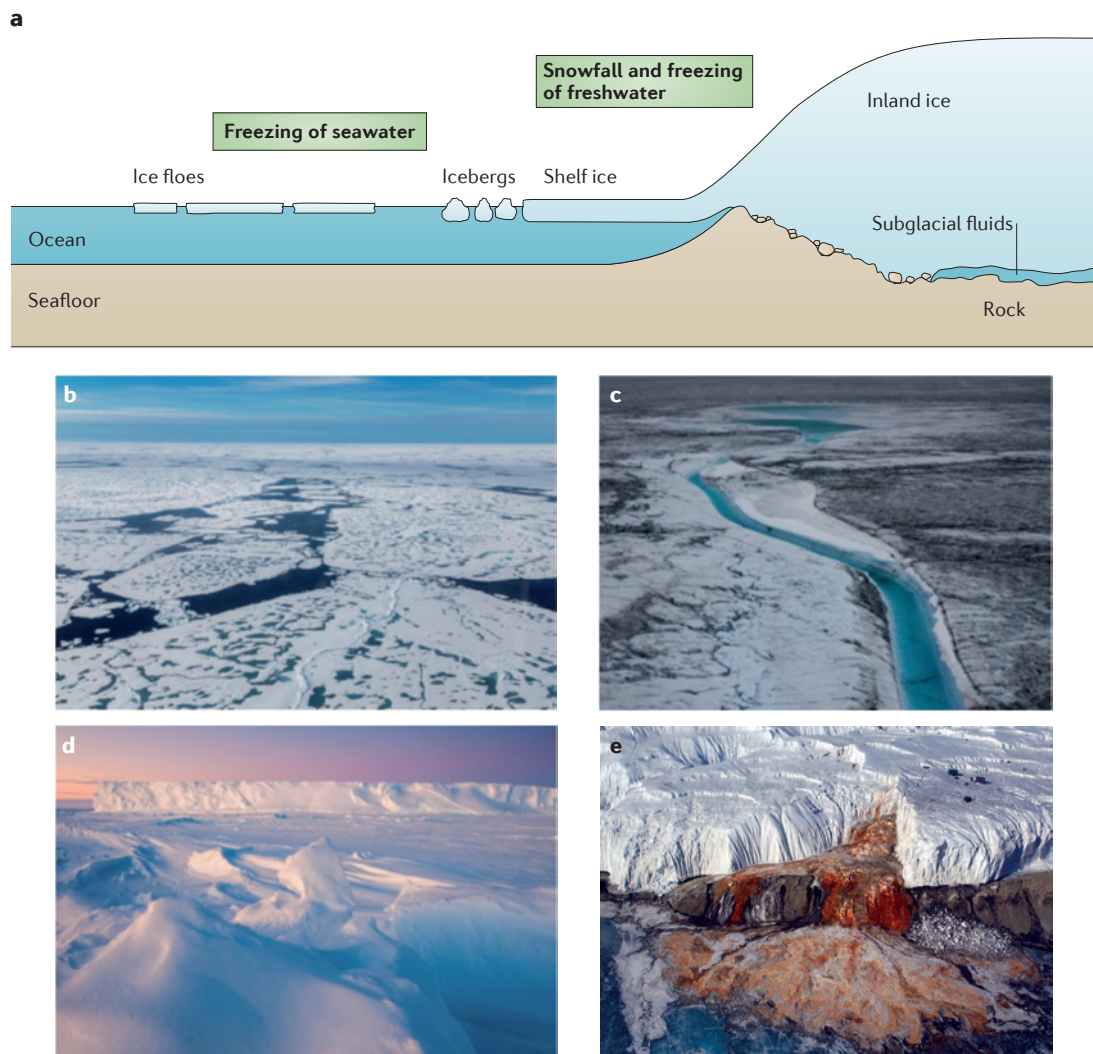 a
Snowfall and freezing
of freshwater
Inland ice
Freezing of seawater
Ice floes
Icebergs
Shelf ice
Subglacial fluids
Ocean
Seafloor
Rock
b
c
d
e